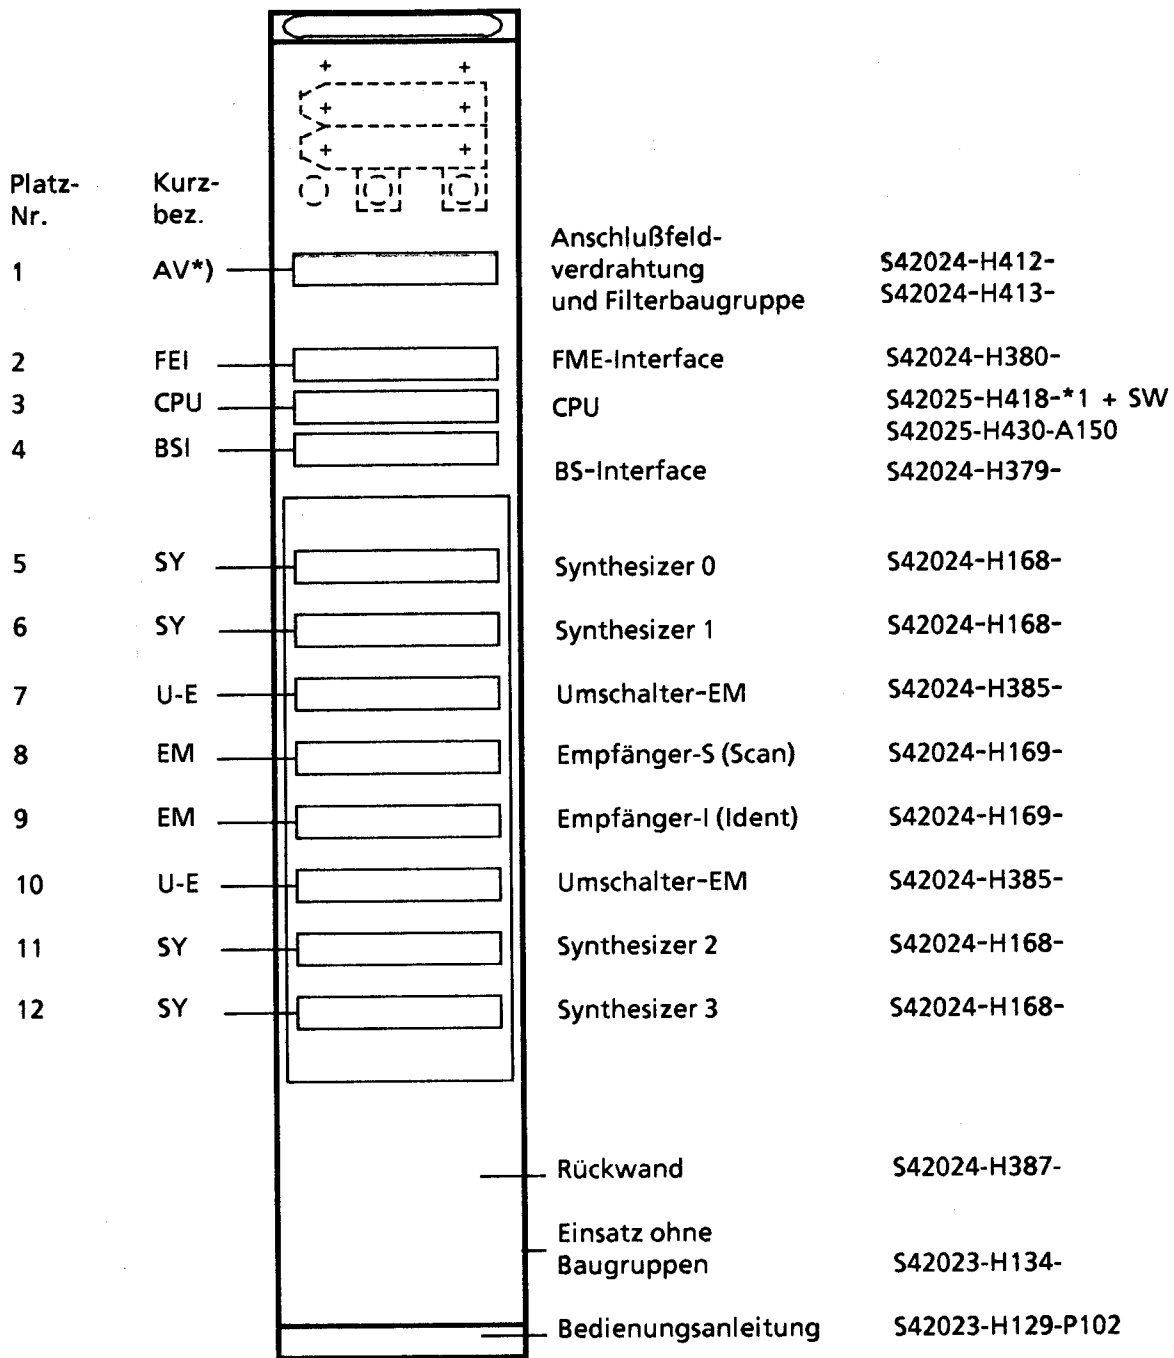 Platz-
Nr.
Kurz-
bez.
1 AV*) Anschlußfeld-
verdrahtung
und Filterbaugruppe
S42024-H412-
S42024-H413-
2 FEI FME-Interface S42024-H380-
3 CPU CPU S42025-H418-*1 + SW
S42025-H430-A150
4 BSI BS-Interface S42024-H379-
5 SY Synthesizer 0 S42024-H168-
6 SY Synthesizer 1 S42024-H168-
7 U-E Umschalter-EM S42024-H385-
8 EM Empfänger-S (Scan) S42024-H169-
9 EM Empfänger-I (Ident) S42024-H169-
10 U-E Umschalter-EM S42024-H385-
11 SY Synthesizer 2 S42024-H168-
12 SY Synthesizer 3 S42024-H168-
Rückwand S42024-H387-
Einsatz ohne
Baugruppen S42023-H134-
Bedienungsanleitung S42023-H129-P102